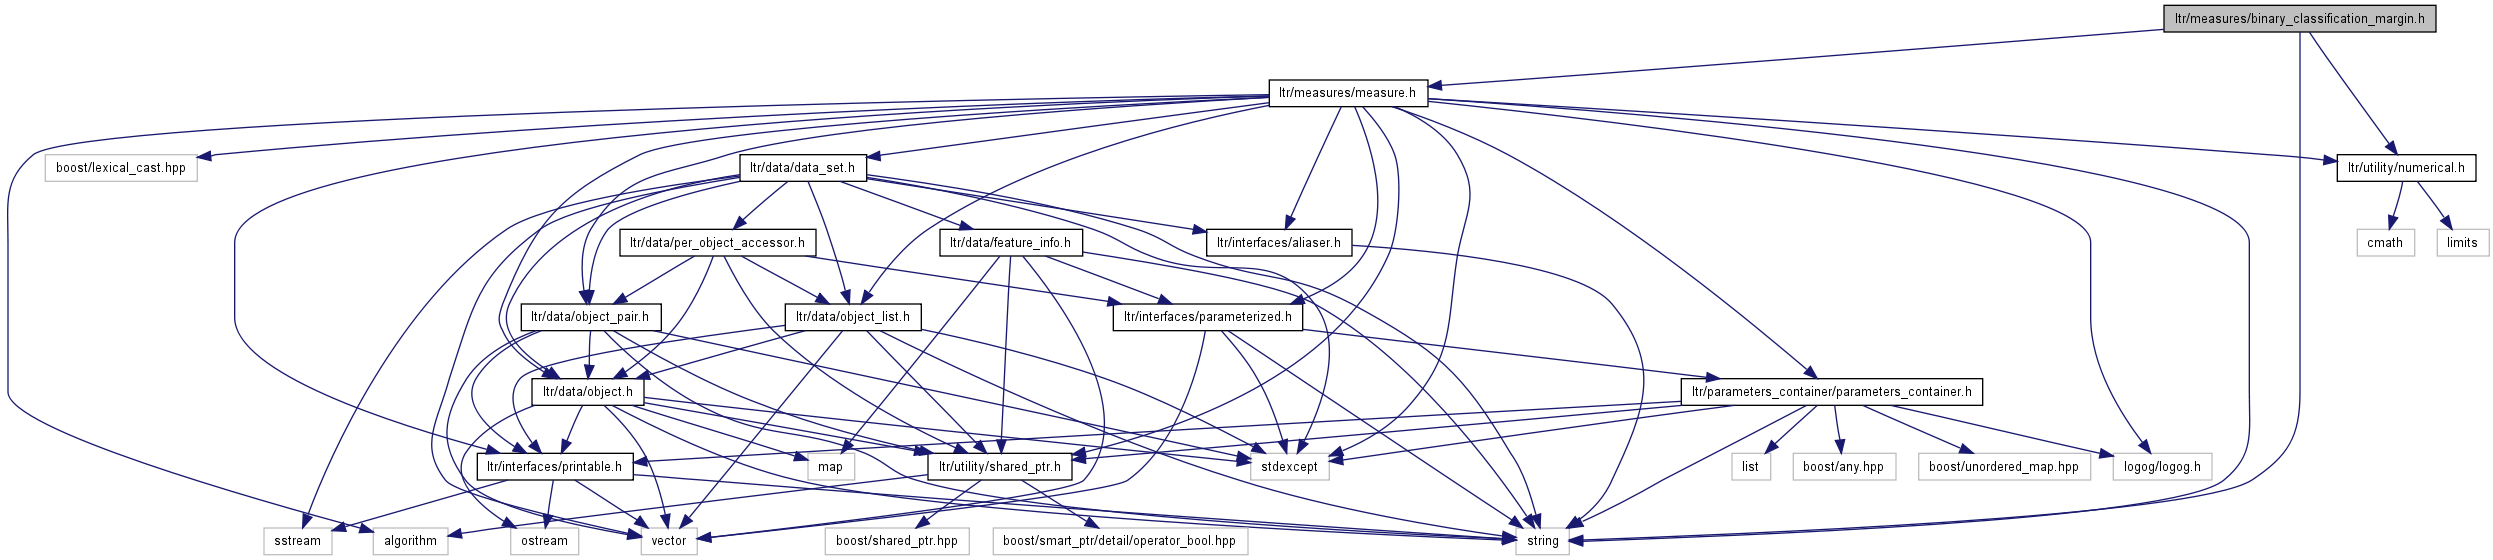 ltr/measures/binary_classification_margin.h
ltr/measures/measure.h
boost/lexical_cast.hpp
ltr/data/data_set.h
ltr/utility/numerical.h
ltr/data/per_object_accessor.h
ltr/data/feature_info.h
ltr/interfaces/aliaser.h
cmath
limits
ltr/data/object_pair.h
ltr/data/object_list.h
ltr/interfaces/parameterized.h
ltr/data/object.h
ltr/parameters_container/parameters_container.h
ltr/interfaces/printable.h
map
ltr/utility/shared_ptr.h
stdexcept
list
boost/any.hpp
boost/unordered_map.hpp
logog/logog.h
sstream
algorithm
ostream
vector
boost/shared_ptr.hpp
boost/smart_ptr/detail/operator_bool.hpp
string